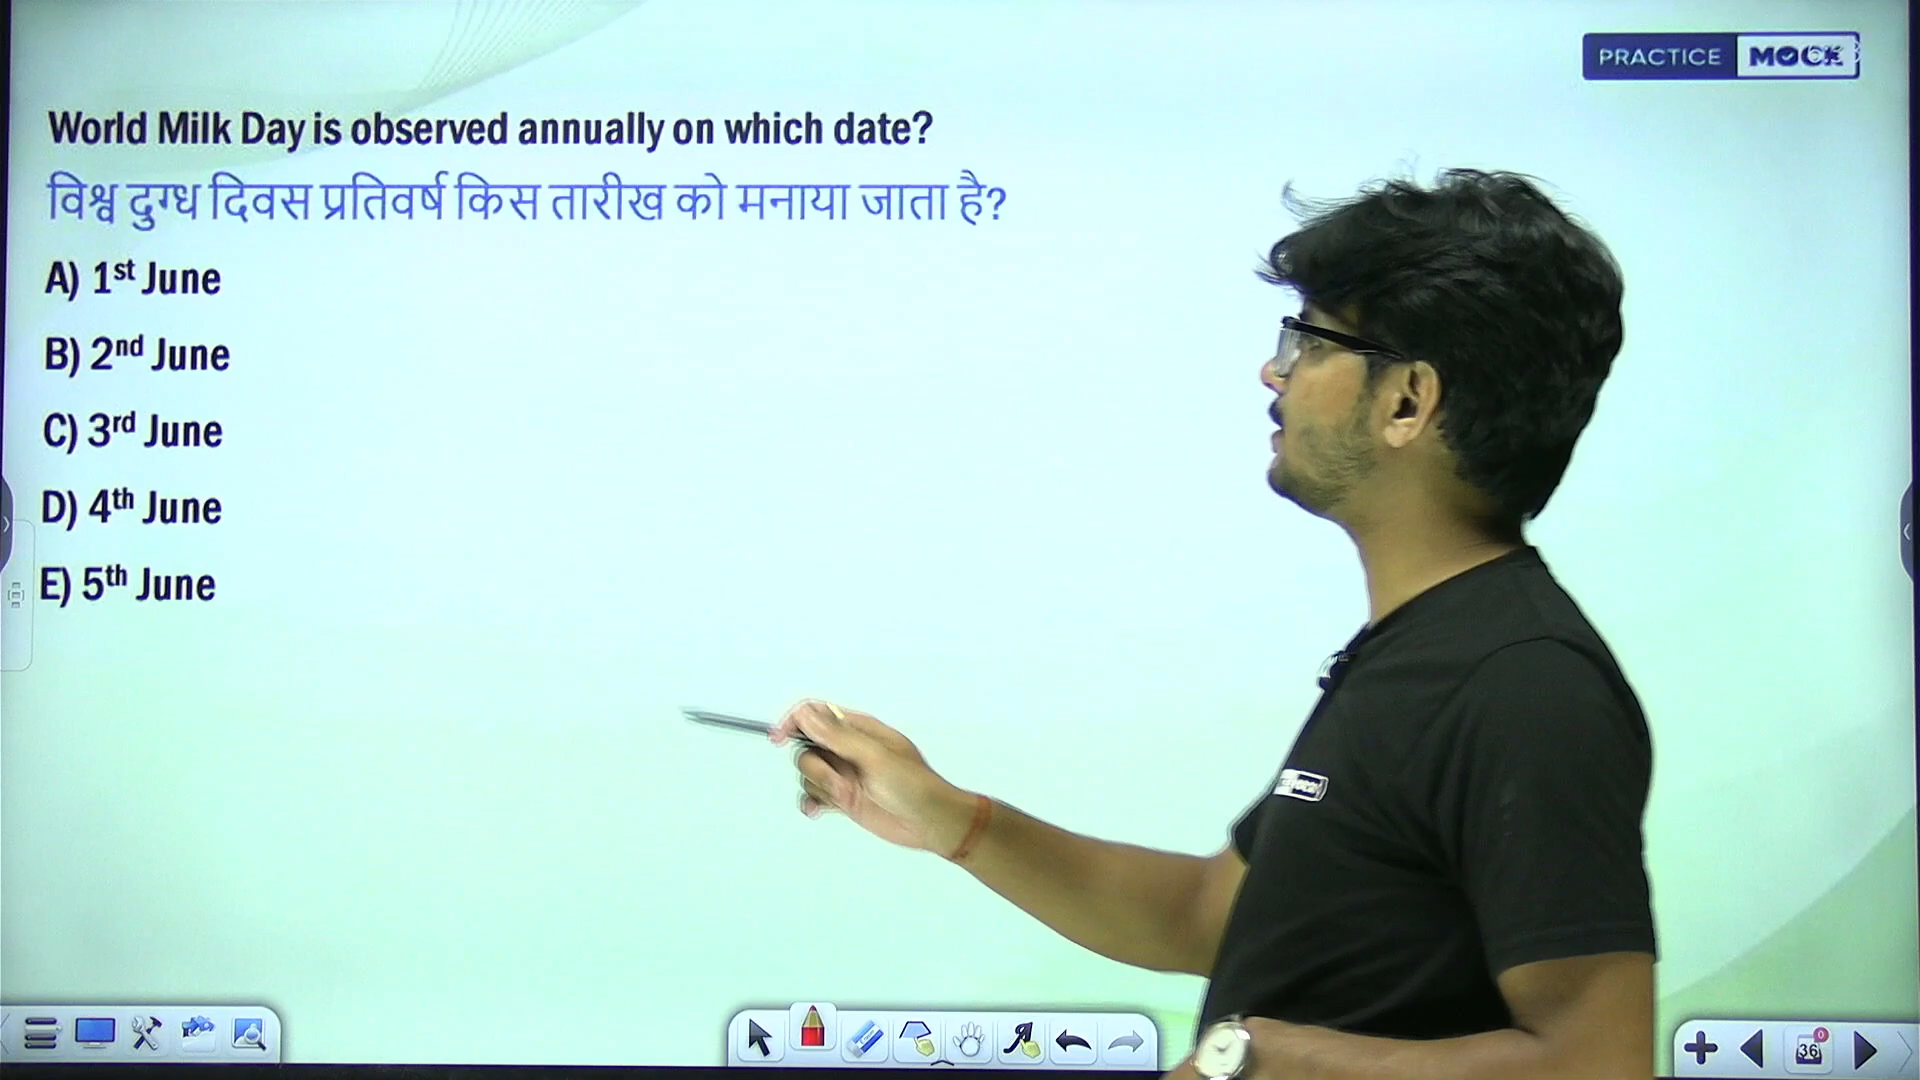 PRACTICE MOCK
World Milk Day is observed annually on which date?
विश्व दुग्ध दिवस प्रतिवर्ष किस तारीख को मनाया जाता है?
A) 1st June
B) 2nd June
C) 3rd June
D) 4th June
E) 5th June
36
0